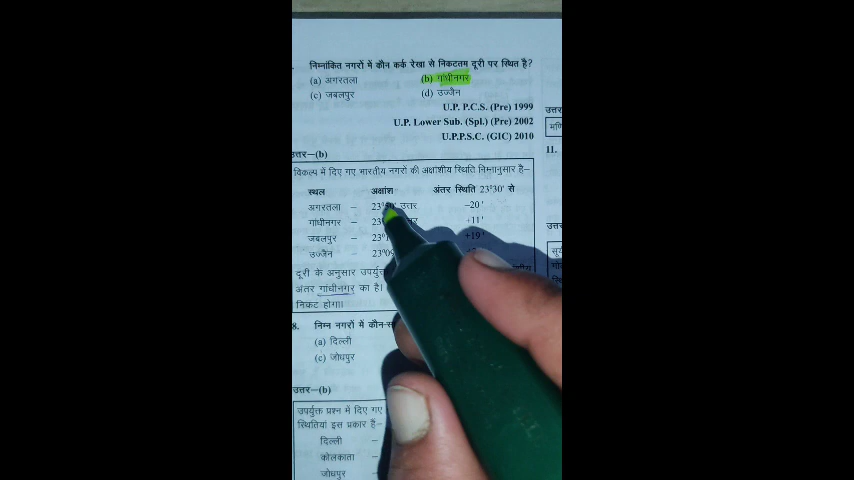 निम्नांकित नगरों में कौन कर्क रेखा से निकटतम दूरी पर स्थित है?
(a) अगरतला (b) गांधीनगर
(c) जबलपुर (d) उज्जैन
U.P. P.C.S. (Pre) 1999
U.P. Lower Sub. (Spl.) (Pre) 2002
U.P.P.S.C. (GIC) 2010
उत्तर–(b)
विकल्प में दिए गए भारतीय नगरों की अक्षांशीय स्थिति निम्नानुसार है–
स्थल अक्षांश अंतर स्थिति 23°30' से
अगरतला – उत्तर –20'
गांधीनगर – +11'
जबलपुर – +19'
उज्जैन –
दूरी के अनुसार
अंतर गांधीनगर का है।
निकट होगा।
8. निम्न नगरों में
(a) दिल्ली
(c) जोधपुर
उत्तर–(b)
उपर्युक्त प्रश्न में दिए गए
स्थितियां इस प्रकार हैं–
दिल्ली –
कोलकाता –
जोधपुर –
11.